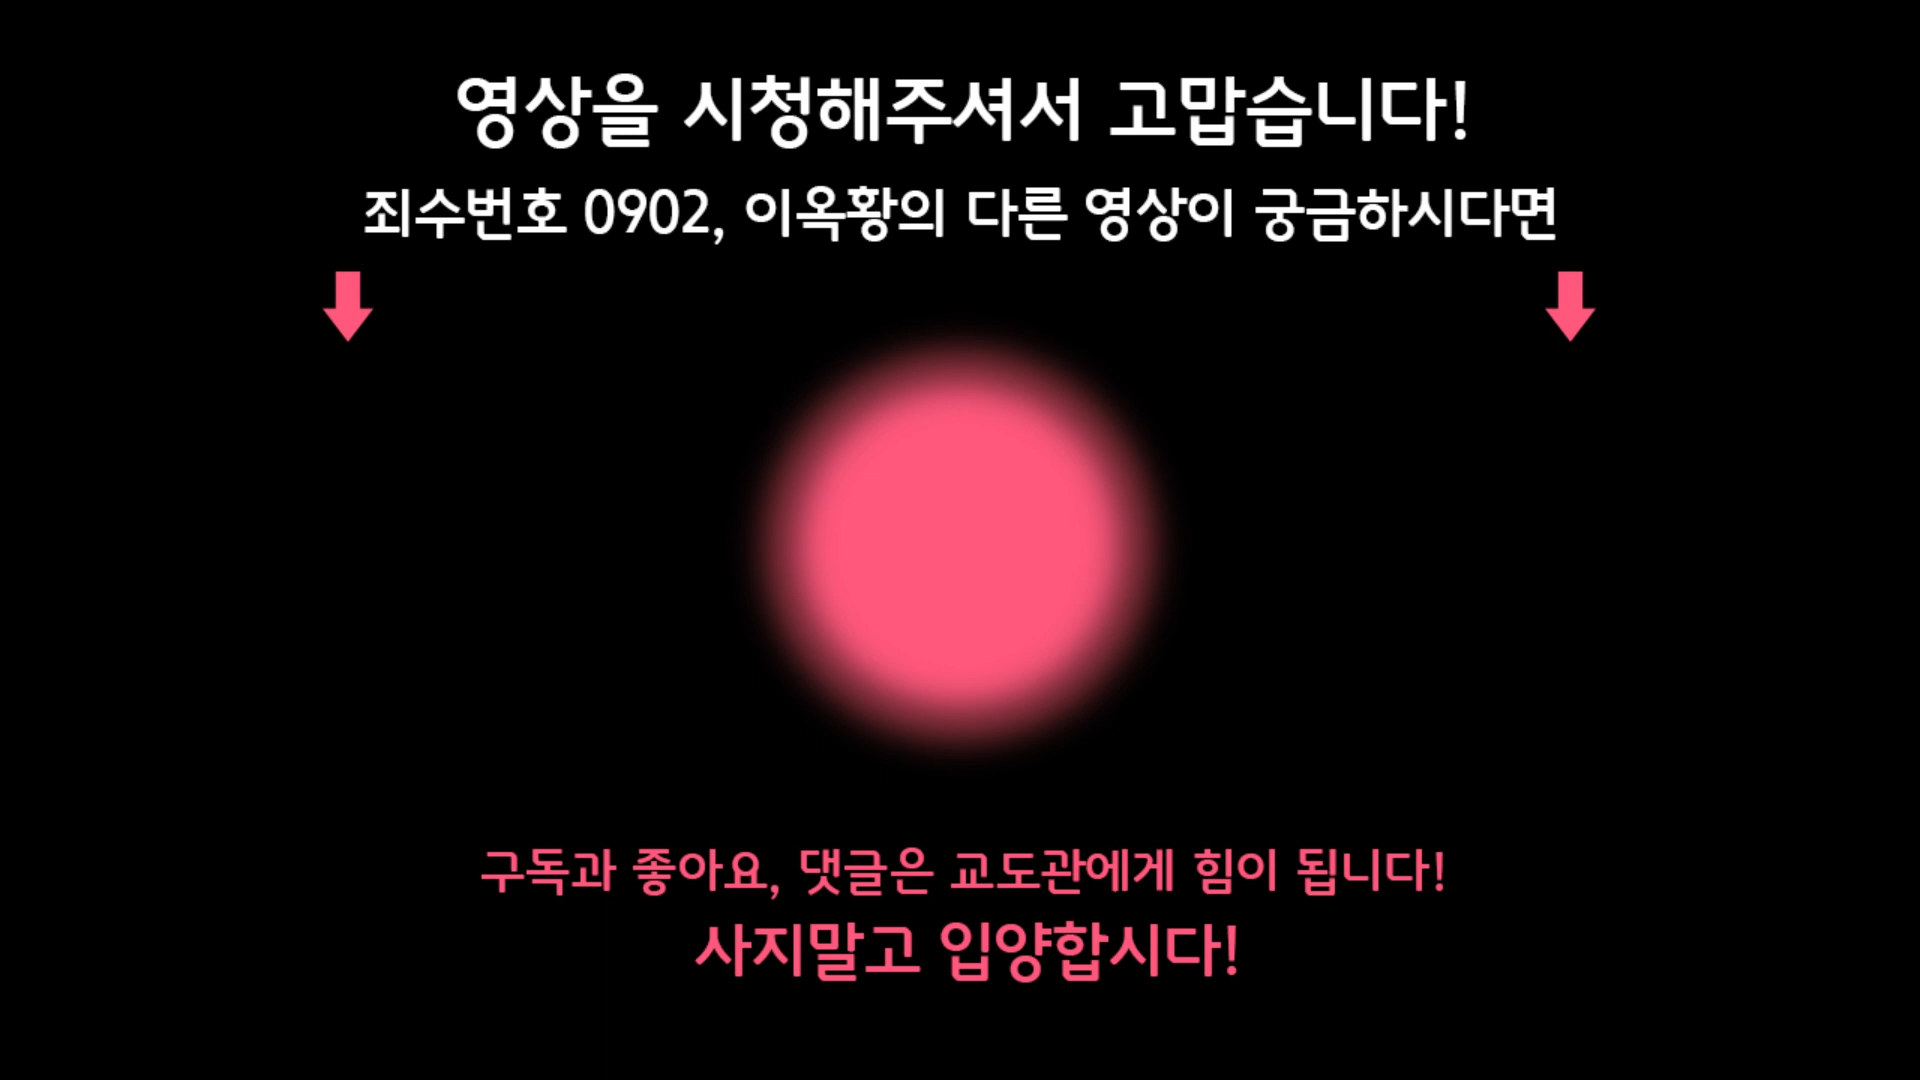 영상을 시청해주셔서 고맙습니다!
죄수번호 0902, 이옥황의 다른 영상이 궁금하시다면
구독과 좋아요, 댓글은 교도관에게 힘이 됩니다!
사지말고 입양합시다!